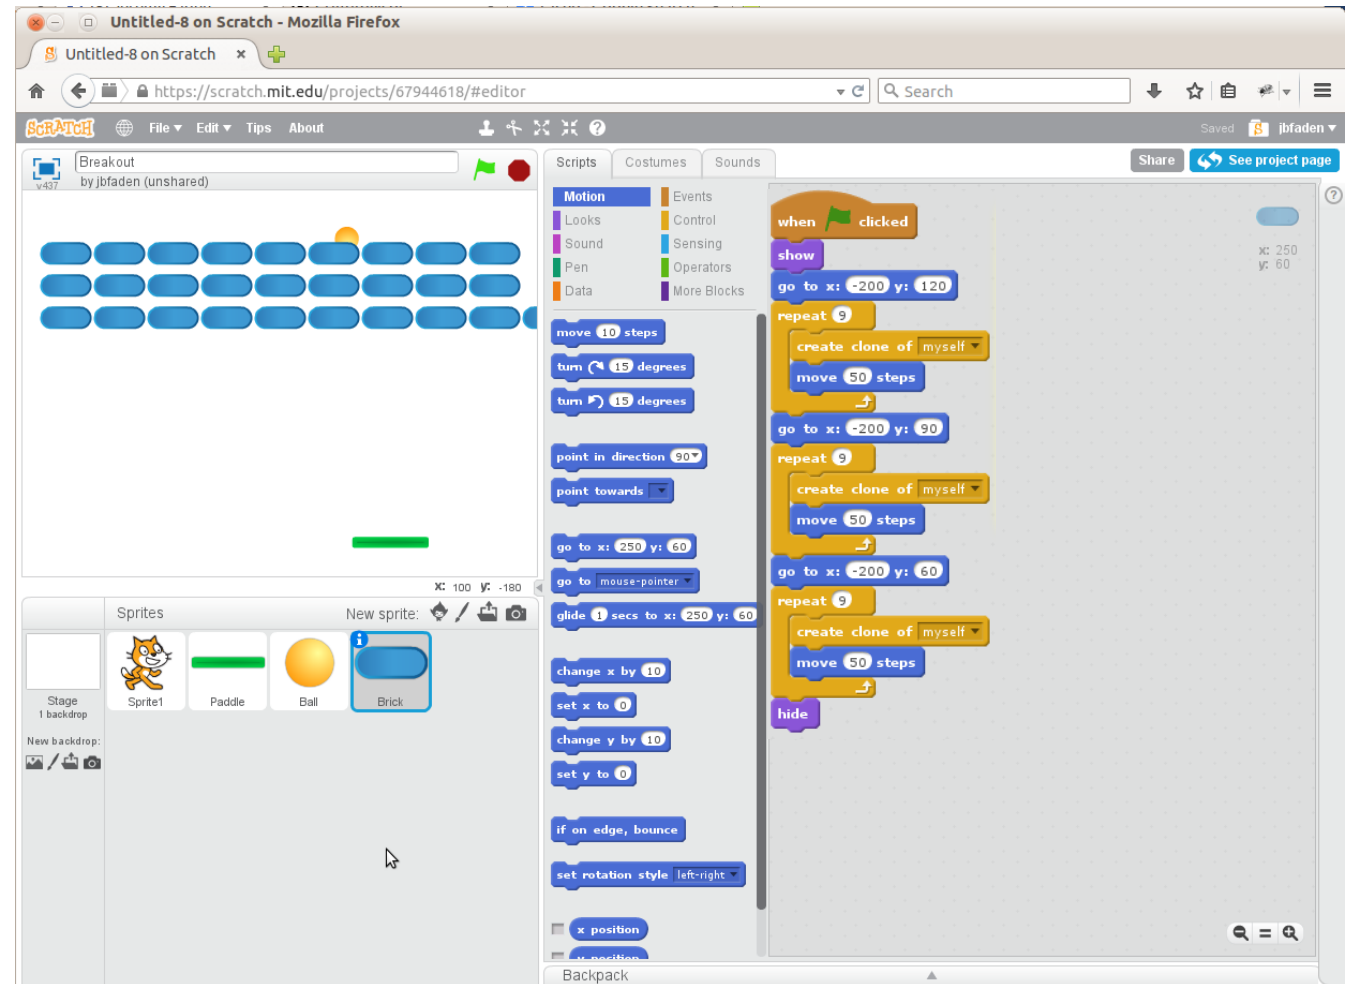 Untitled-8 on Scratch - Mozilla Firefox
Untitled-8 on Scratch
https://scratch.mit.edu/projects/67944618/#editor
Search
SCRATCH File Edit Tips About
Saved jbfaden
Breakout
by jbfaden (unshared)
v437
Scripts Costumes Sounds
Share See project page
Motion Events
Looks Control
Sound Sensing
Pen Operators
Data More Blocks
move 10 steps
turn 15 degrees
turn 15 degrees
point in direction 90
point towards
go to x: 250 y: 60
go to mouse-pointer
glide 1 secs to x: 250 y: 60
change x by 10
set x to 0
change y by 10
set y to 0
if on edge, bounce
set rotation style left-right
x position
y position
when clicked
show
go to x: -200 y: 120
repeat 9
create clone of myself
move 50 steps
go to x: -200 y: 90
repeat 9
create clone of myself
move 50 steps
go to x: -200 y: 60
repeat 9
create clone of myself
move 50 steps
hide
x: 250
y: 60
x: 100 y: -180
Sprites New sprite:
Stage
1 backdrop
New backdrop:
Sprite1 Paddle Ball Brick
Backpack